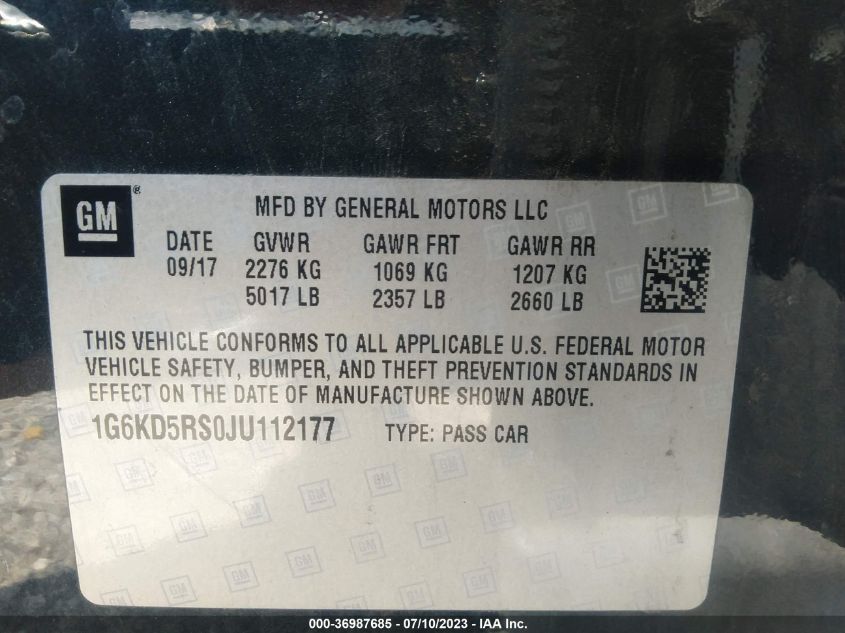 GM ®
MFD BY GENERAL MOTORS LLC
DATE GVWR GAWR FRT GAWR RR
09/17 2276 KG 1069 KG 1207 KG
5017 LB 2357 LB 2660 LB
THIS VEHICLE CONFORMS TO ALL APPLICABLE U.S. FEDERAL MOTOR
VEHICLE SAFETY, BUMPER, AND THEFT PREVENTION STANDARDS IN
EFFECT ON THE DATE OF MANUFACTURE SHOWN ABOVE.
1G6KD5RS0JU112177 TYPE: PASS CAR
000-36987685 - 07/10/2023 - © IAA Inc.